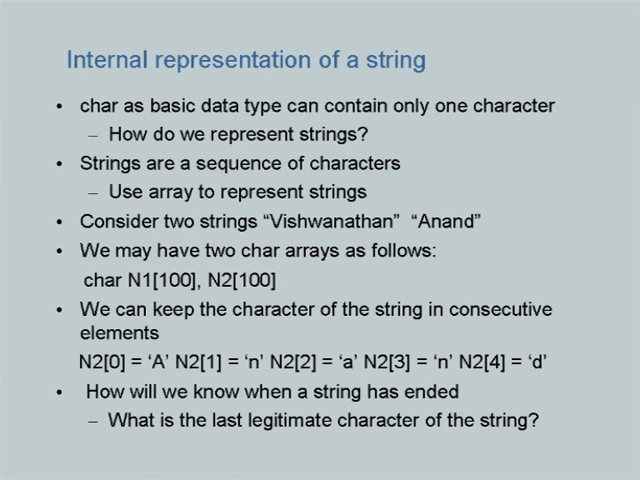 Internal representation of a string
• char as basic data type can contain only one character
– How do we represent strings?
• Strings are a sequence of characters
– Use array to represent strings
• Consider two strings “Vishwanathan” “Anand”
• We may have two char arrays as follows:
char N1[100], N2[100]
• We can keep the character of the string in consecutive
elements
N2[0] = ‘A’ N2[1] = ‘n’ N2[2] = ‘a’ N2[3] = ‘n’ N2[4] = ‘d’
• How will we know when a string has ended
– What is the last legitimate character of the string?